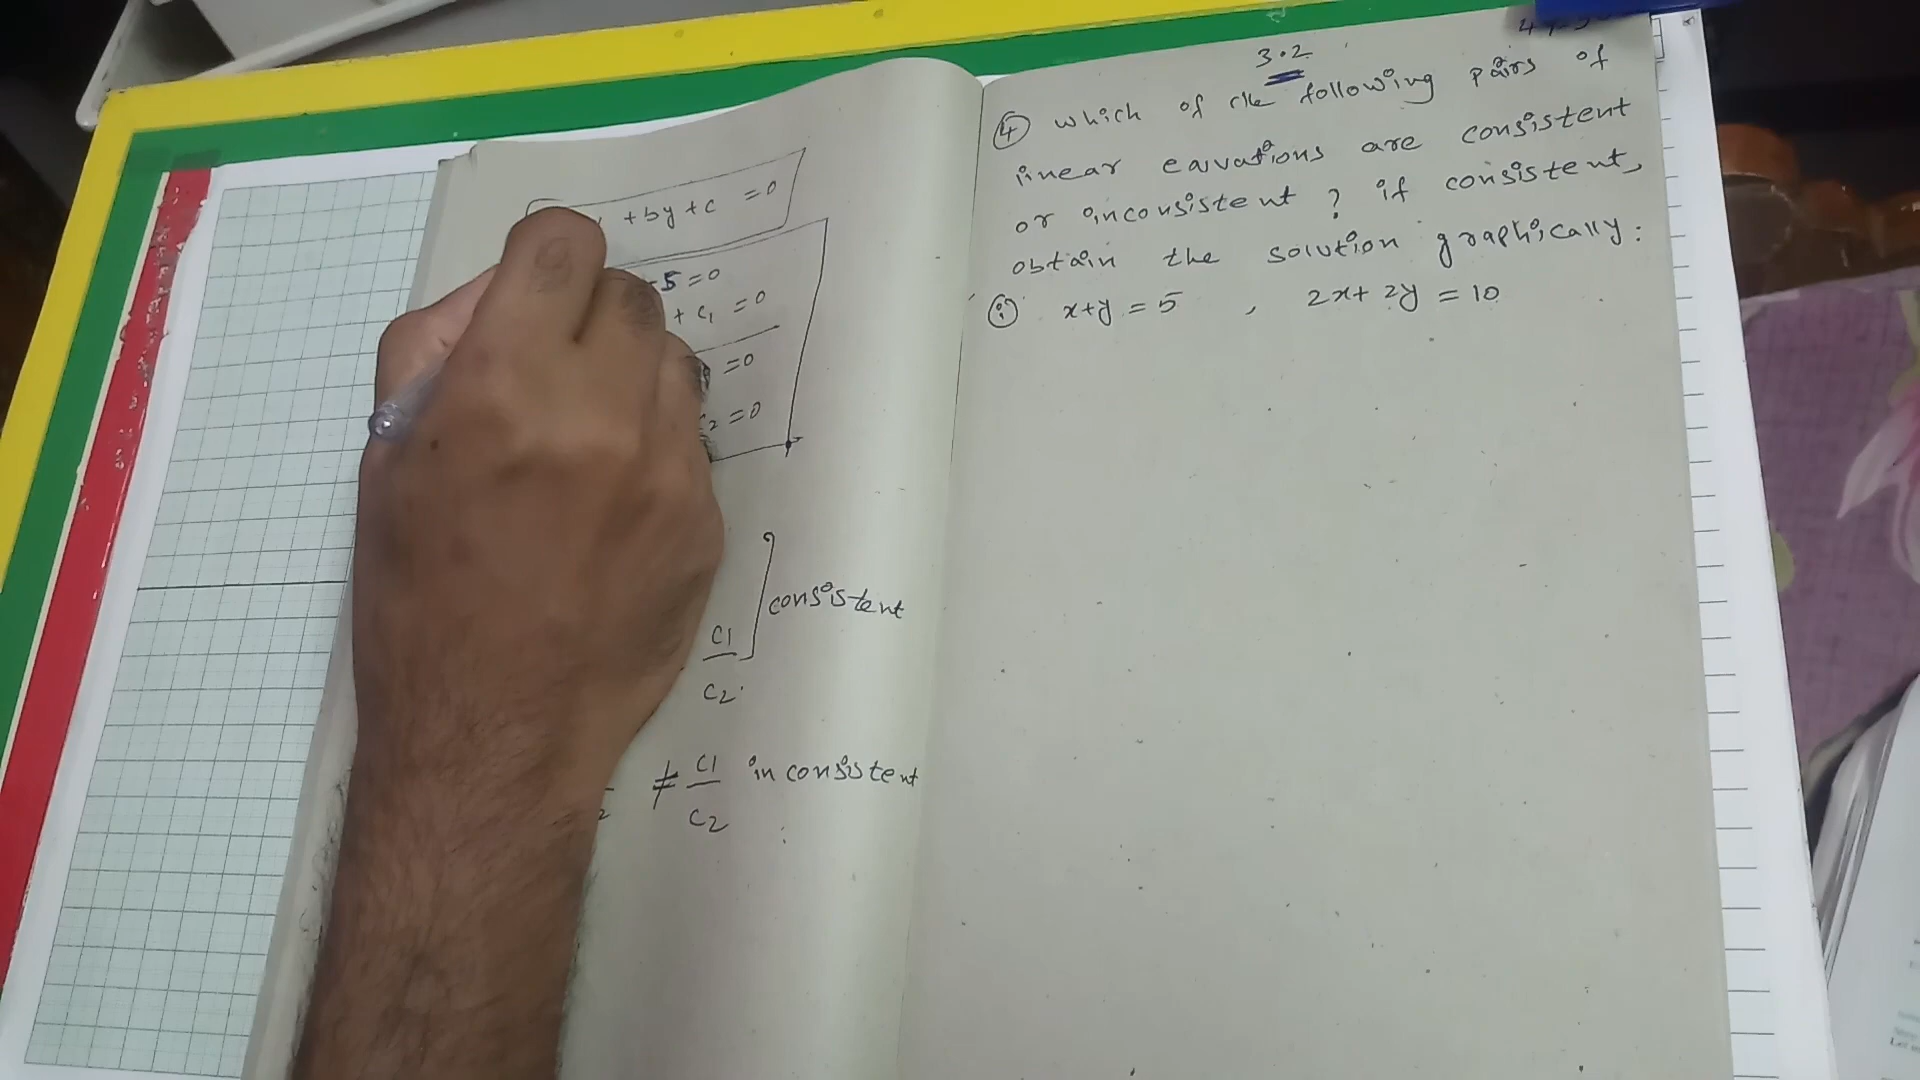 +by+c =0
-5=0
+ c₁ =0
=0
c₂ =0
consistent
c1
c2
≠ c1 inconsistent
2
c2
3.2
④ which of the following pairs of
linear equations are consistent
or inconsistent ? if consistent,
obtain the solution graphically:
ⓘ x+y = 5 , 2x+ 2y = 10